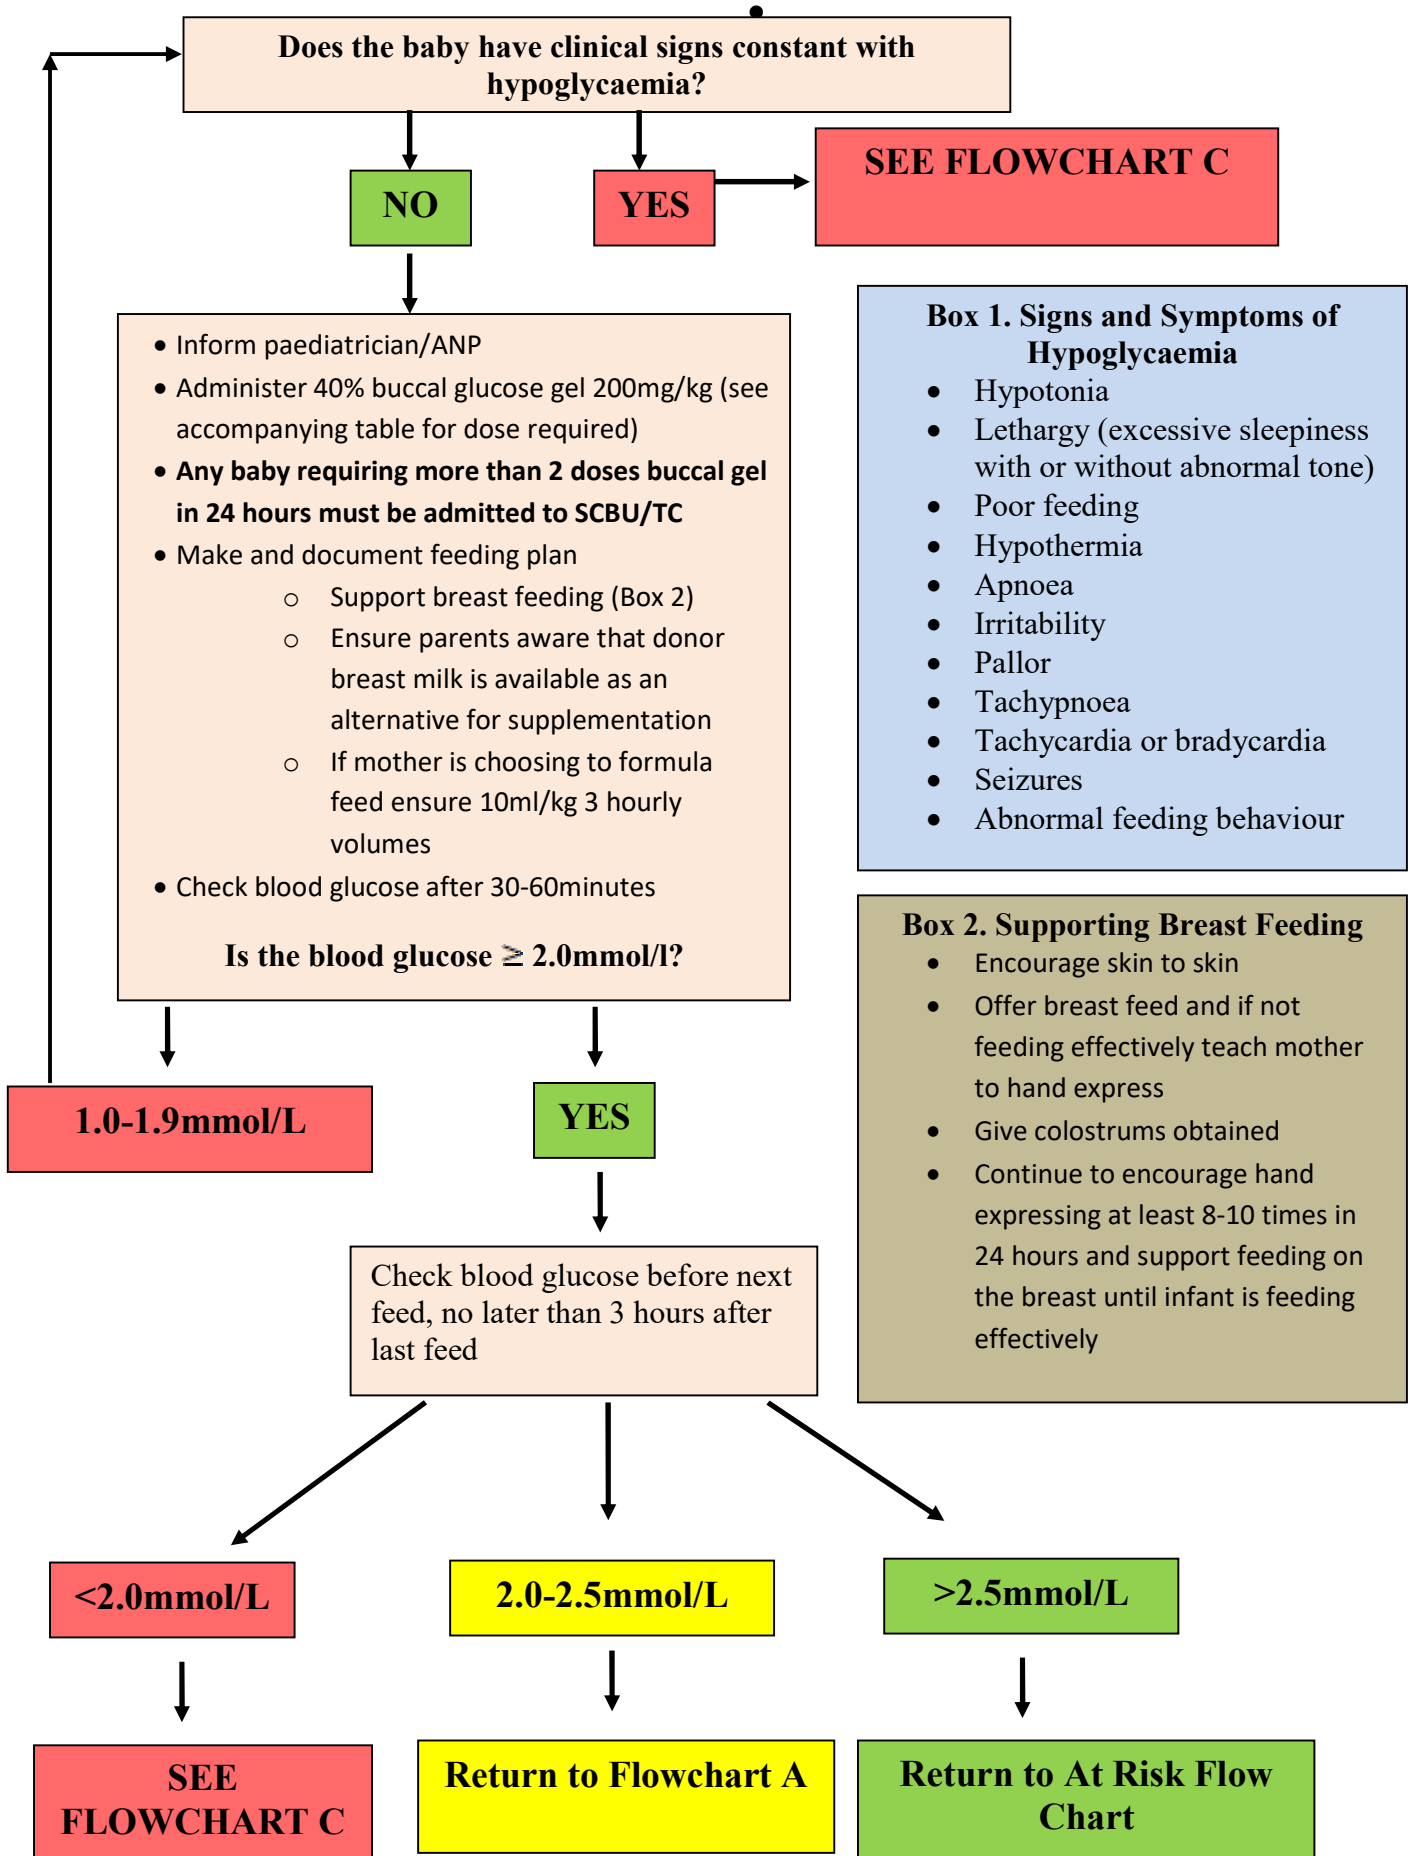 Does the baby have clinical signs constant with
hypoglycaemia?
NO
YES
SEE FLOWCHART C
• Inform paediatrician/ANP
• Administer 40% buccal glucose gel 200mg/kg (see
accompanying table for dose required)
• Any baby requiring more than 2 doses buccal gel
in 24 hours must be admitted to SCBU/TC
• Make and document feeding plan
o Support breast feeding (Box 2)
o Ensure parents aware that donor
breast milk is available as an
alternative for supplementation
o If mother is choosing to formula
feed ensure 10ml/kg 3 hourly
volumes
• Check blood glucose after 30-60minutes
Is the blood glucose ≥ 2.0mmol/l?
Box 1. Signs and Symptoms of
Hypoglycaemia
• Hypotonia
• Lethargy (excessive sleepiness
with or without abnormal tone)
• Poor feeding
• Hypothermia
• Apnoea
• Irritability
• Pallor
• Tachypnoea
• Tachycardia or bradycardia
• Seizures
• Abnormal feeding behaviour
Box 2. Supporting Breast Feeding
• Encourage skin to skin
• Offer breast feed and if not
feeding effectively teach mother
to hand express
• Give colostrums obtained
• Continue to encourage hand
expressing at least 8-10 times in
24 hours and support feeding on
the breast until infant is feeding
effectively
1.0-1.9mmol/L
YES
Check blood glucose before next
feed, no later than 3 hours after
last feed
<2.0mmol/L
2.0-2.5mmol/L
>2.5mmol/L
SEE
FLOWCHART C
Return to Flowchart A
Return to At Risk Flow
Chart